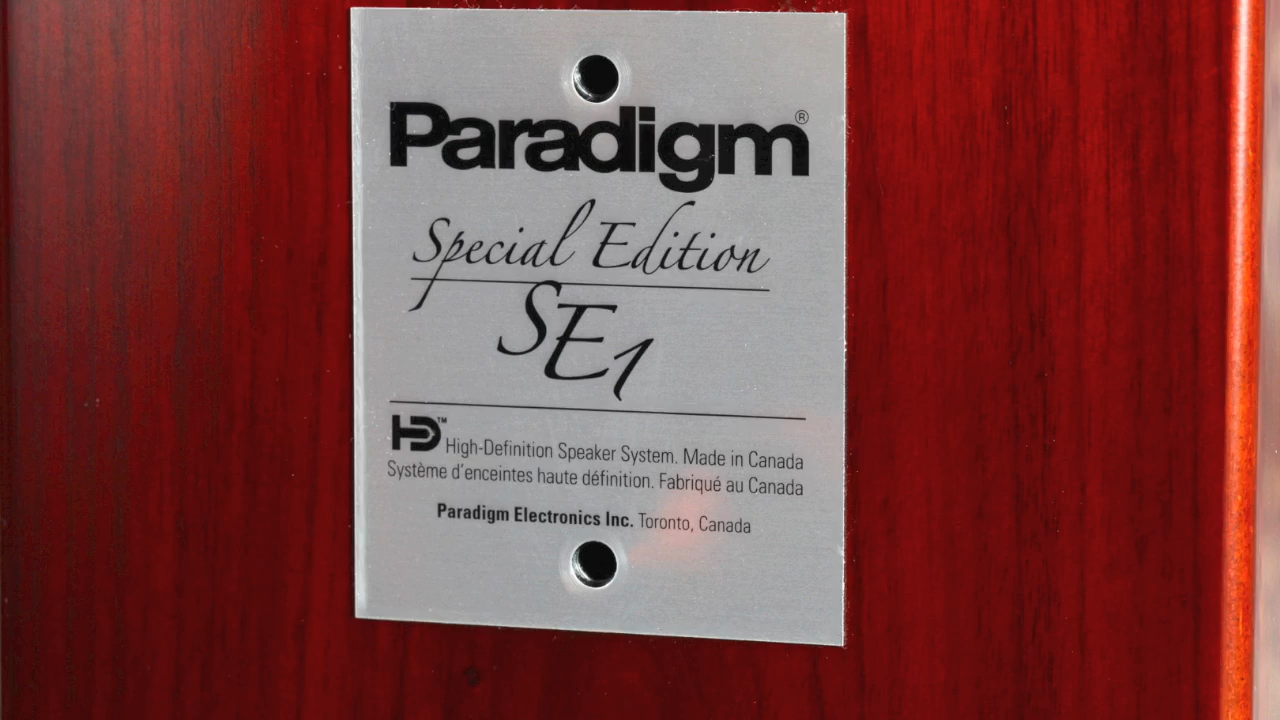 Paradigm®
Special Edition
SE1
HD™ High-Definition Speaker System. Made in Canada
Système d'enceintes haute définition. Fabriqué au Canada
Paradigm Electronics Inc. Toronto, Canada